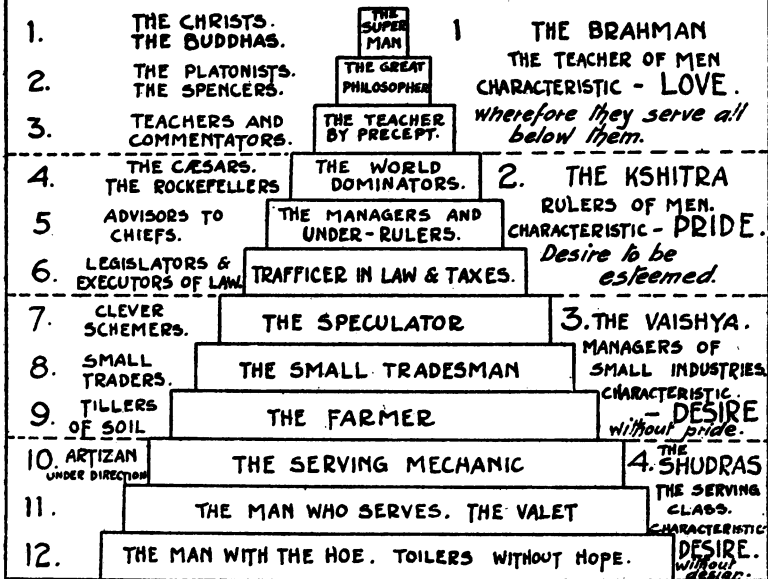 1.
THE CHRISTS.
THE BUDDHAS.
THE
SUPER
MAN
1 THE BRAHMAN
THE TEACHER OF MEN
CHARACTERISTIC - LOVE.
wherefore they serve all
below them.
2.
THE PLATONISTS.
THE SPENCERS.
THE GREAT
PHILOSOPHER
3.
TEACHERS AND
COMMENTATORS.
THE TEACHER
BY PRECEPT.
4.
THE CÆSARS.
THE ROCKEFELLERS
THE WORLD
DOMINATORS.
2. THE KSHITRA
RULERS OF MEN.
CHARACTERISTIC - PRIDE.
Desire to be
esteemed.
5
ADVISORS TO
CHIEFS.
THE MANAGERS AND
UNDER-RULERS.
6.
LEGISLATORS &
EXECUTORS OF LAW.
TRAFFICER IN LAW & TAXES.
7.
CLEVER
SCHEMERS.
THE SPECULATOR
3. THE VAISHYA.
MANAGERS OF
SMALL INDUSTRIES
CHARACTERISTIC.
- DESIRE
without pride.
8.
SMALL
TRADERS.
THE SMALL TRADESMAN
9.
TILLERS
OF SOIL
THE FARMER
10.
ARTIZAN
UNDER DIRECTION
THE SERVING MECHANIC
4. THE
SHUDRAS
THE SERVING
CLASS.
CHARACTERISTIC
DESIRE.
without
design.
11.
THE MAN WHO SERVES. THE VALET
12.
THE MAN WITH THE HOE. TOILERS WITHOUT HOPE.